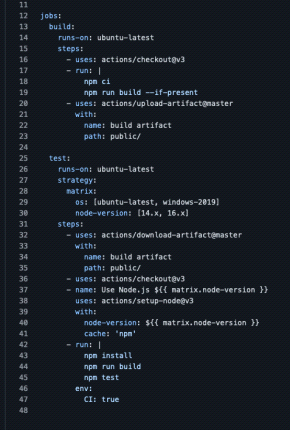 11
12 jobs:
13   build:
14     runs-on: ubuntu-latest
15     steps:
16       - uses: actions/checkout@v3
17       - run: |
18           npm ci
19           npm run build --if-present
20       - uses: actions/upload-artifact@master
21         with:
22           name: build artifact
23           path: public/
24
25   test:
26     runs-on: ubuntu-latest
27     strategy:
28       matrix:
29         os: [ubuntu-latest, windows-2019]
30         node-version: [14.x, 16.x]
31     steps:
32       - uses: actions/download-artifact@master
33         with:
34           name: build artifact
35           path: public/
36       - uses: actions/checkout@v3
37       - name: Use Node.js ${{ matrix.node-version }}
38         uses: actions/setup-node@v3
39         with:
40           node-version: ${{ matrix.node-version }}
41           cache: 'npm'
42       - run: |
43           npm install
44           npm run build
45           npm test
46         env:
47           CI: true
48